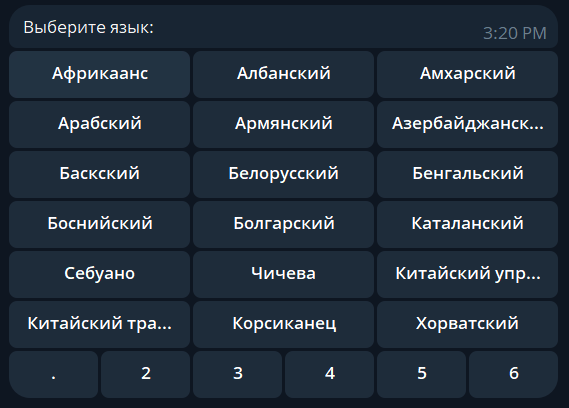 Выберите язык:
3:20 PM
Африкаанс Албанский Амхарский
Арабский Армянский Азербайджанск...
Баскский Белорусский Бенгальский
Боснийский Болгарский Каталанский
Себуано Чичева Китайский упр...
Китайский тра... Корсиканец Хорватский
. 2 3 4 5 6